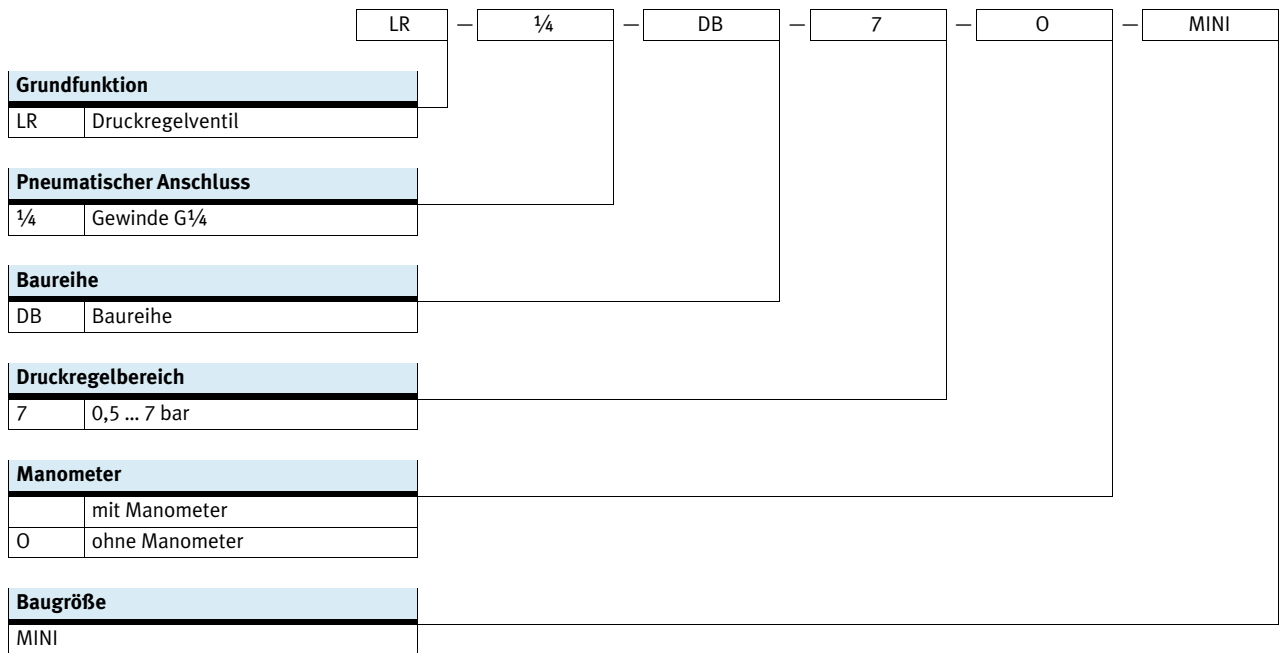 LR — ¼ — DB — 7 — O — MINI
Grundfunktion
LR Druckregelventil
Pneumatischer Anschluss
¼ Gewinde G¼
Baureihe
DB Baureihe
Druckregelbereich
7 0,5 ... 7 bar
Manometer
mit Manometer
O ohne Manometer
Baugröße
MINI